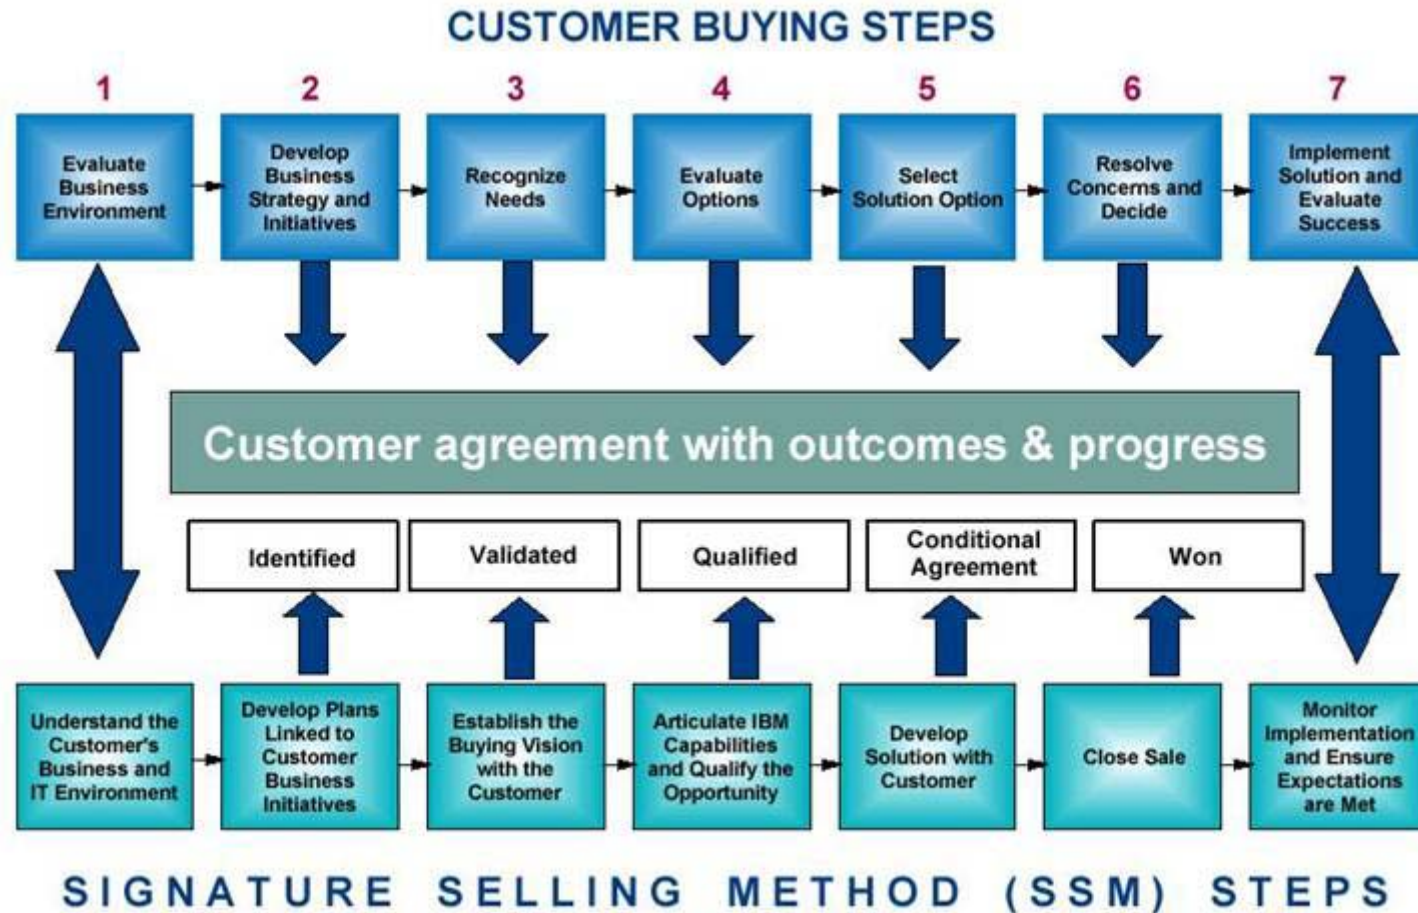 CUSTOMER BUYING STEPS
1 2 3 4 5 6 7
Evaluate
Business
Environment
Develop
Business
Strategy and
Initiatives
Recognize
Needs
Evaluate
Options
Select
Solution Option
Resolve
Concerns and
Decide
Implement
Solution and
Evaluate
Success
Customer agreement with outcomes & progress
Identified
Validated
Qualified
Conditional
Agreement
Won
Understand the
Customer's
Business and
IT Environment
Develop Plans
Linked to
Customer
Business
Initiatives
Establish the
Buying Vision
with the
Customer
Articulate IBM
Capabilities
and Qualify the
Opportunity
Develop
Solution with
Customer
Close Sale
Monitor
Implementation
and Ensure
Expectations
are Met
SIGNATURE SELLING METHOD (SSM) STEPS